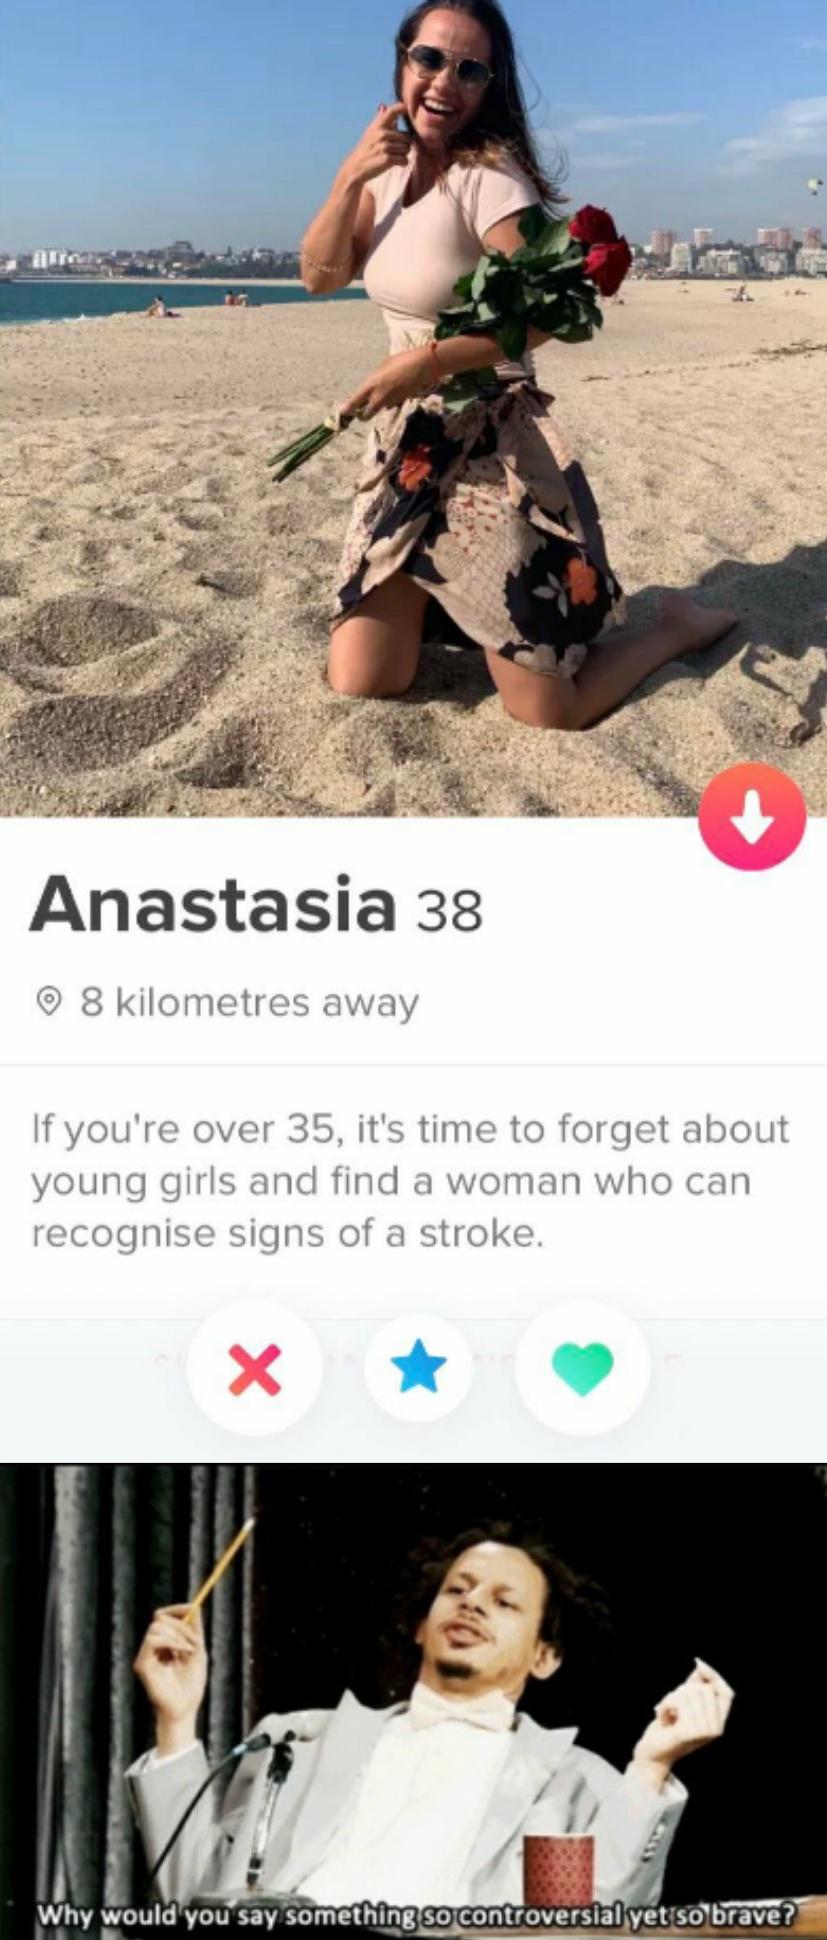 Anastasia 38
8 kilometres away
If you're over 35, it's time to forget about
young girls and find a woman who can
recognise signs of a stroke.
Why would you say something so controversial yet so brave?